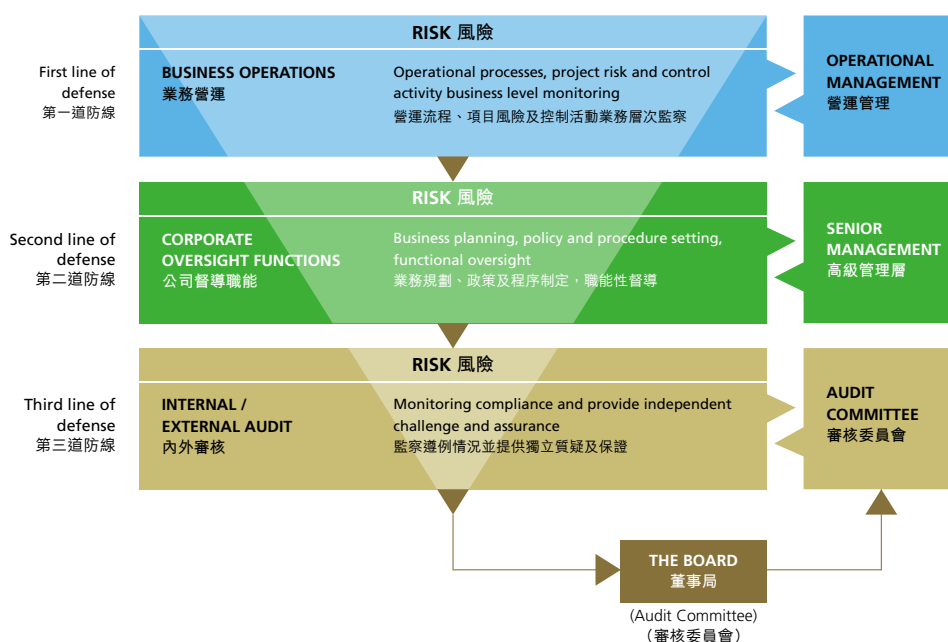 RISK 風險
First line of
defense
第一道防線
BUSINESS OPERATIONS
業務營運
Operational processes, project risk and control
activity business level monitoring
營運流程、項目風險及控制活動業務層次監察
OPERATIONAL
MANAGEMENT
營運管理
RISK 風險
Second line of
defense
第二道防線
CORPORATE
OVERSIGHT FUNCTIONS
公司督導職能
Business planning, policy and procedure setting,
functional oversight
業務規劃、政策及程序制定，職能性督導
SENIOR
MANAGEMENT
高級管理層
RISK 風險
Third line of
defense
第三道防線
INTERNAL /
EXTERNAL AUDIT
內外審核
Monitoring compliance and provide independent
challenge and assurance
監察遵例情況並提供獨立質疑及保證
AUDIT
COMMITTEE
審核委員會
THE BOARD
董事局
(Audit Committee)
（審核委員會）